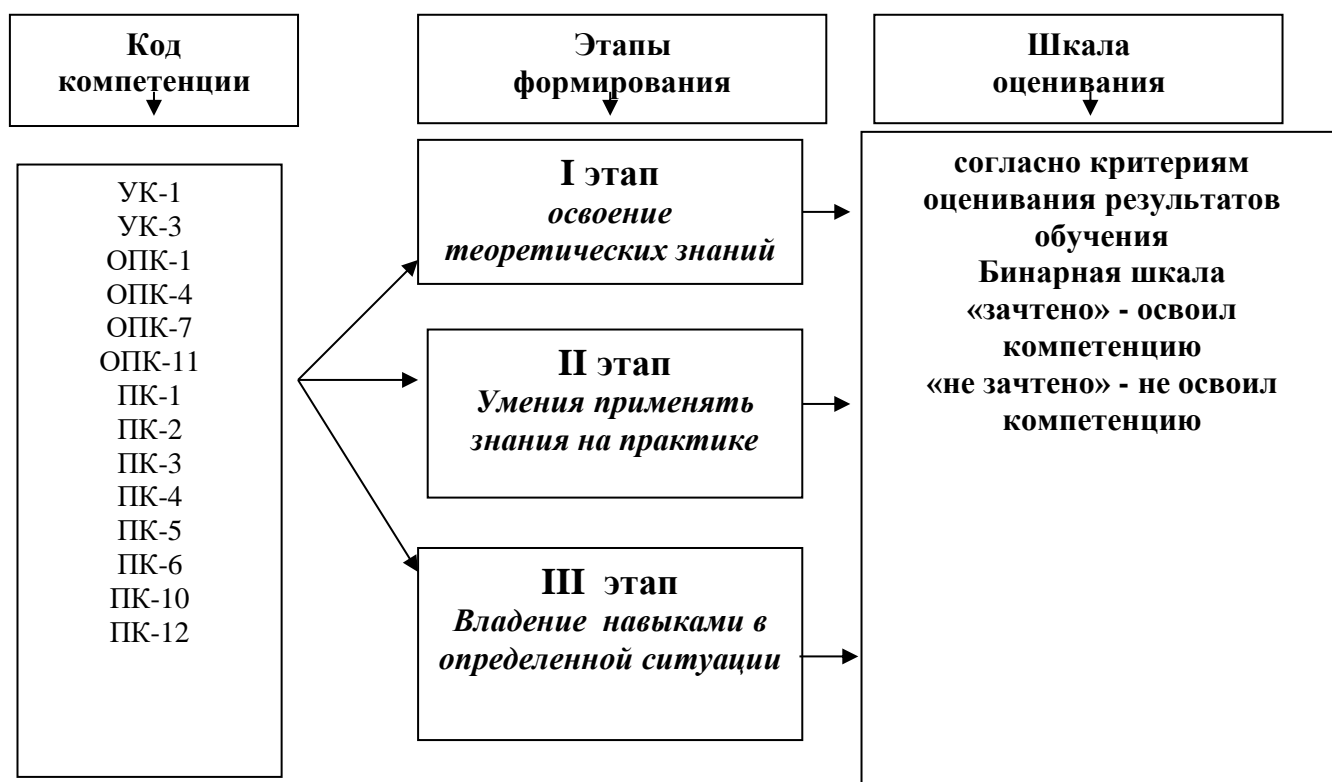 Код
компетенции
Этапы
формирования
Шкала
оценивания
УК-1
УК-3
ОПК-1
ОПК-4
ОПК-7
ОПК-11
ПК-1
ПК-2
ПК-3
ПК-4
ПК-5
ПК-6
ПК-10
ПК-12
I этап
освоение
теоретических знаний
II этап
Умения применять
знания на практике
III этап
Владение навыками в
определенной ситуации
согласно критериям
оценивания результатов
обучения
Бинарная шкала
«зачтено» - освоил
компетенцию
«не зачтено» - не освоил
компетенцию